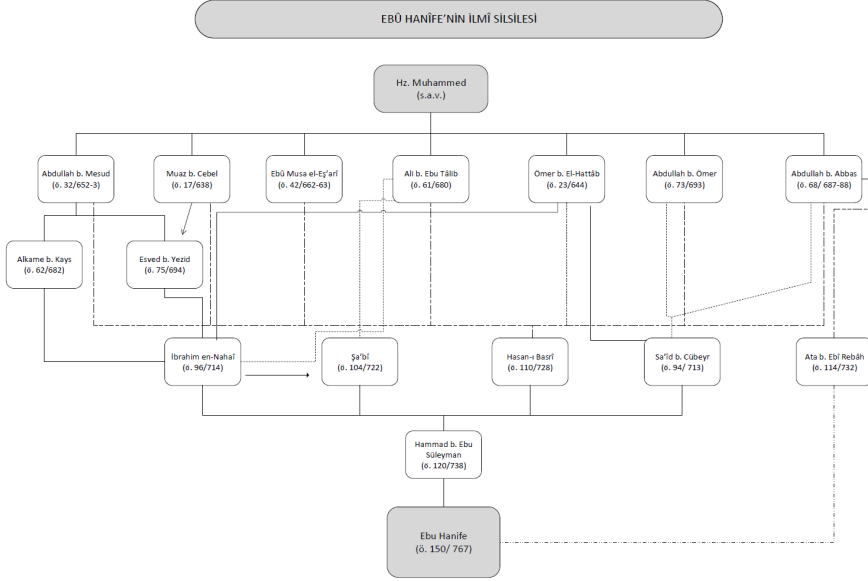 EBÛ HANÎFE'NİN İLMÎ SİLSİLESİ
Hz. Muhammed
(s.a.v.)
Abdullah b. Mesud
(ö. 32/652-3)
Muaz b. Cebel
(ö. 17/638)
Ebû Musa el-Eş'arî
(ö. 42/662-63)
Ali b. Ebu Tâlib
(ö. 61/680)
Ömer b. El-Hattâb
(ö. 23/644)
Abdullah b. Ömer
(ö. 73/693)
Abdullah b. Abbas
(ö. 68/ 687-88)
Alkame b. Kays
(ö. 62/682)
Esved b. Yezid
(ö. 75/694)
İbrahim en-Nahaî
(ö. 96/714)
Şa'bî
(ö. 104/722)
Hasan-ı Basrî
(ö. 110/728)
Sa'îd b. Cübeyr
(ö. 94/ 713)
Ata b. Ebî Rebâh
(ö. 114/732)
Hammad b. Ebu
Süleyman
(ö. 120/738)
Ebu Hanife
(ö. 150/ 767)